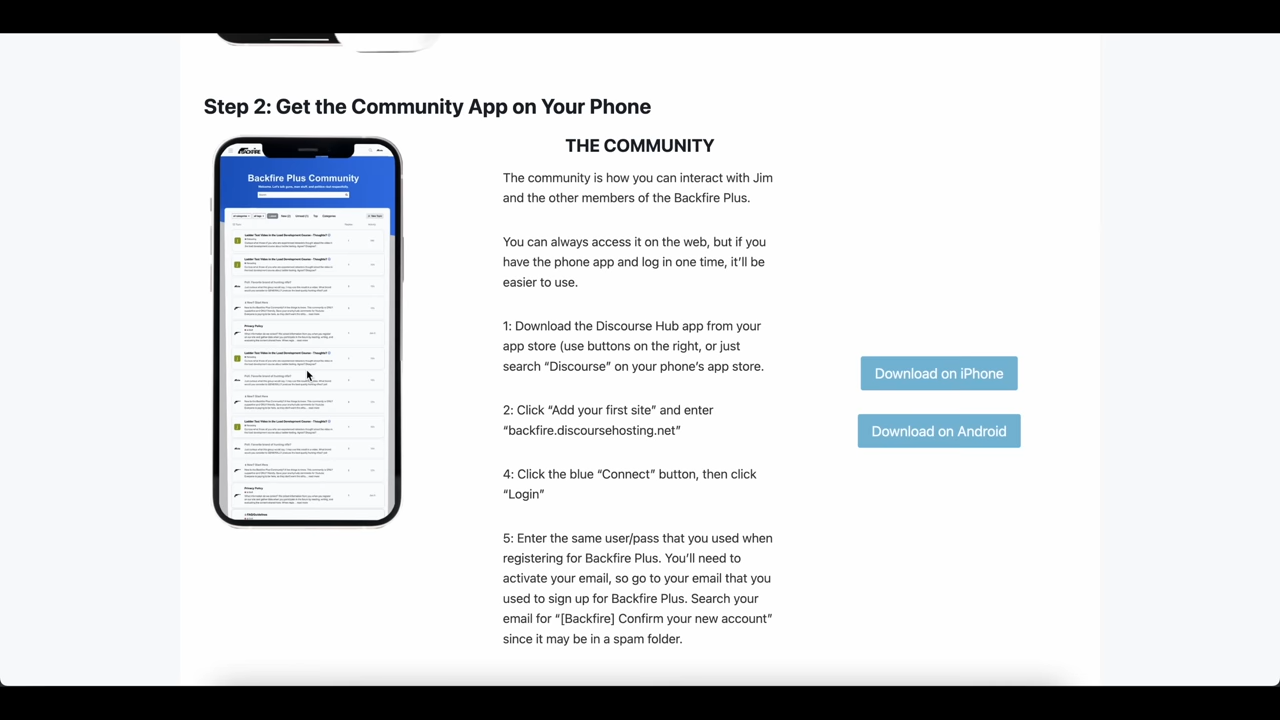 Step 2: Get the Community App on Your Phone
THE COMMUNITY
The community is how you can interact with Jim
and the other members of the Backfire Plus.
You can always access it on the web, but if you
have the phone app and log in one time, it'll be
easier to use.
1: Download the Discourse Hub app from your
app store (use buttons on the right, or just
search “Discourse” on your phone's app store.
2: Click “Add your first site” and enter
“backfire.discoursehosting.net”
4: Click the blue “Connect” button, then click
“Login”
5: Enter the same user/pass that you used when
registering for Backfire Plus. You'll need to
activate your email, so go to your email that you
used to sign up for Backfire Plus. Search your
email for “[Backfire] Confirm your new account”
since it may be in a spam folder.
Download on iPhone
Download on Android
BACKFIRE
Backfire Plus Community
Privacy Policy
Privacy Policy